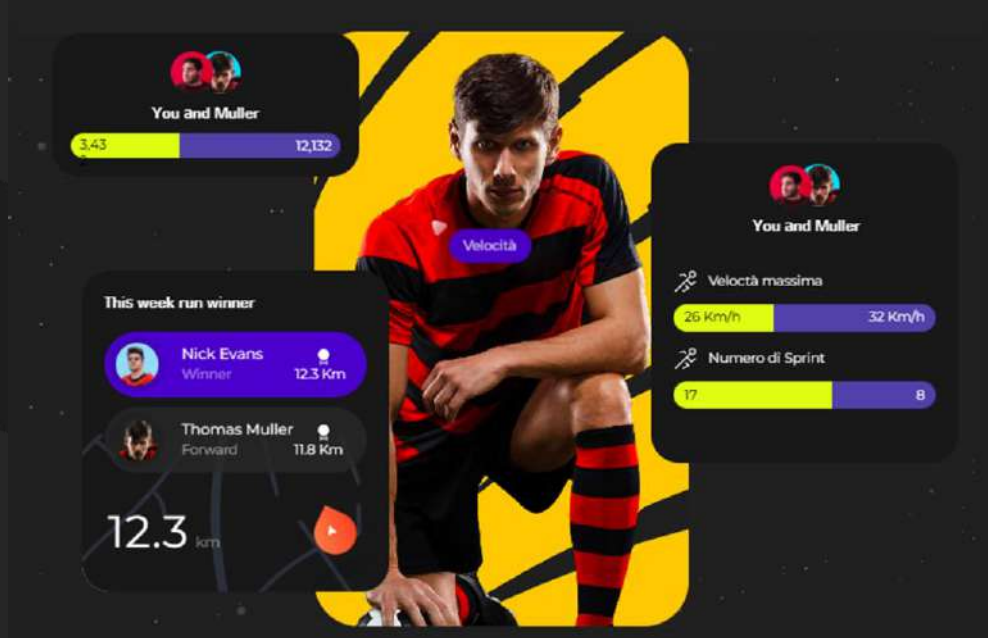 You and Muller
3,43
12,132
Velocità
This week run winner
Nick Evans
Winner
12.3 Km
Thomas Muller
Forward
11.8 Km
12.3 km
You and Muller
Veloctà massima
26 Km/h
32 Km/h
Numero di Sprint
17
8